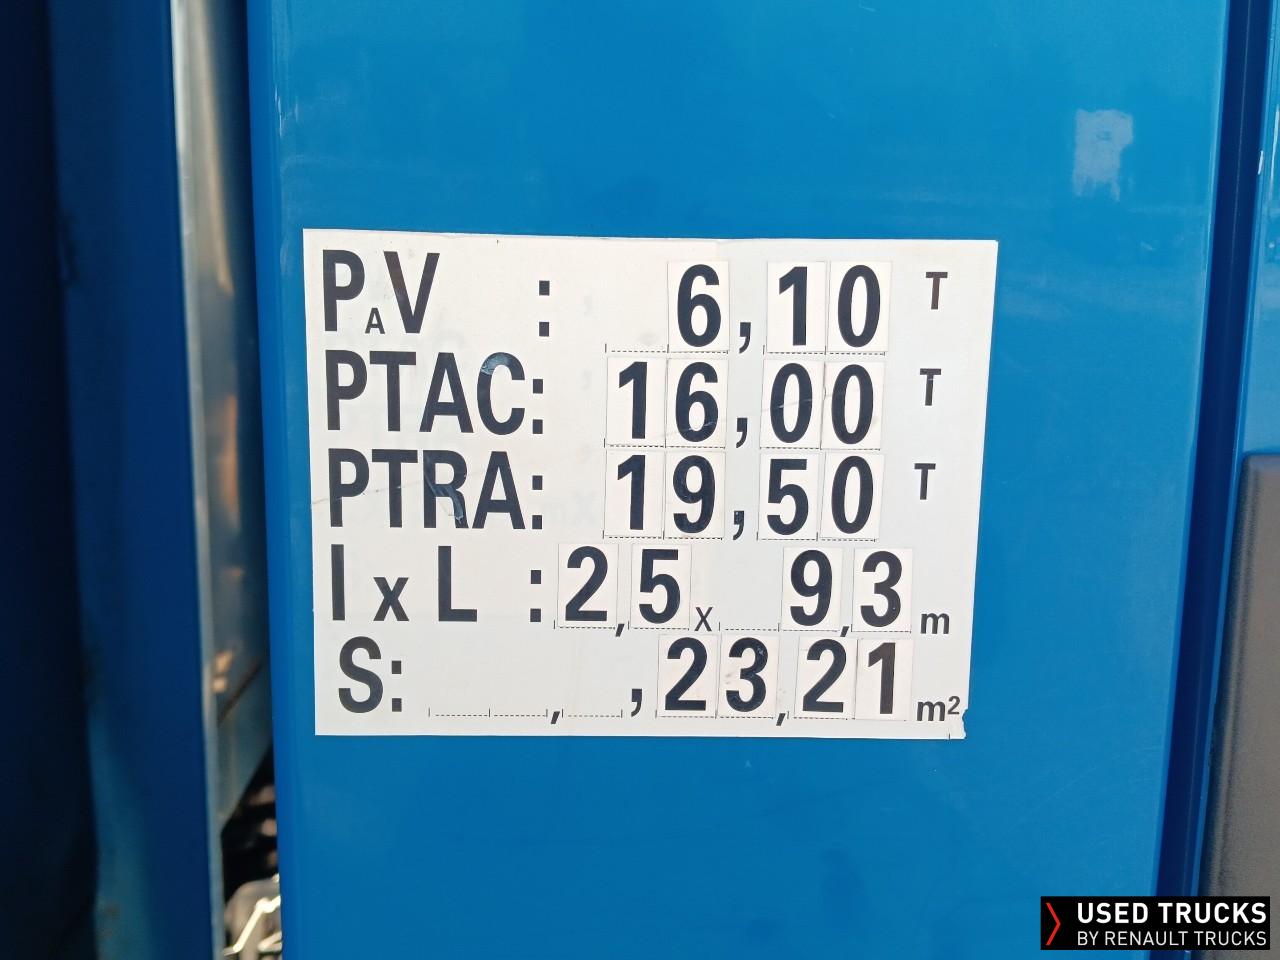 PAV : 6,10 T
PTAC: 16,00 T
PTRA: 19,50 T
l x L : 2,5 x 9,3 m
S: , ,23,21 m²
USED TRUCKS
BY RENAULT TRUCKS